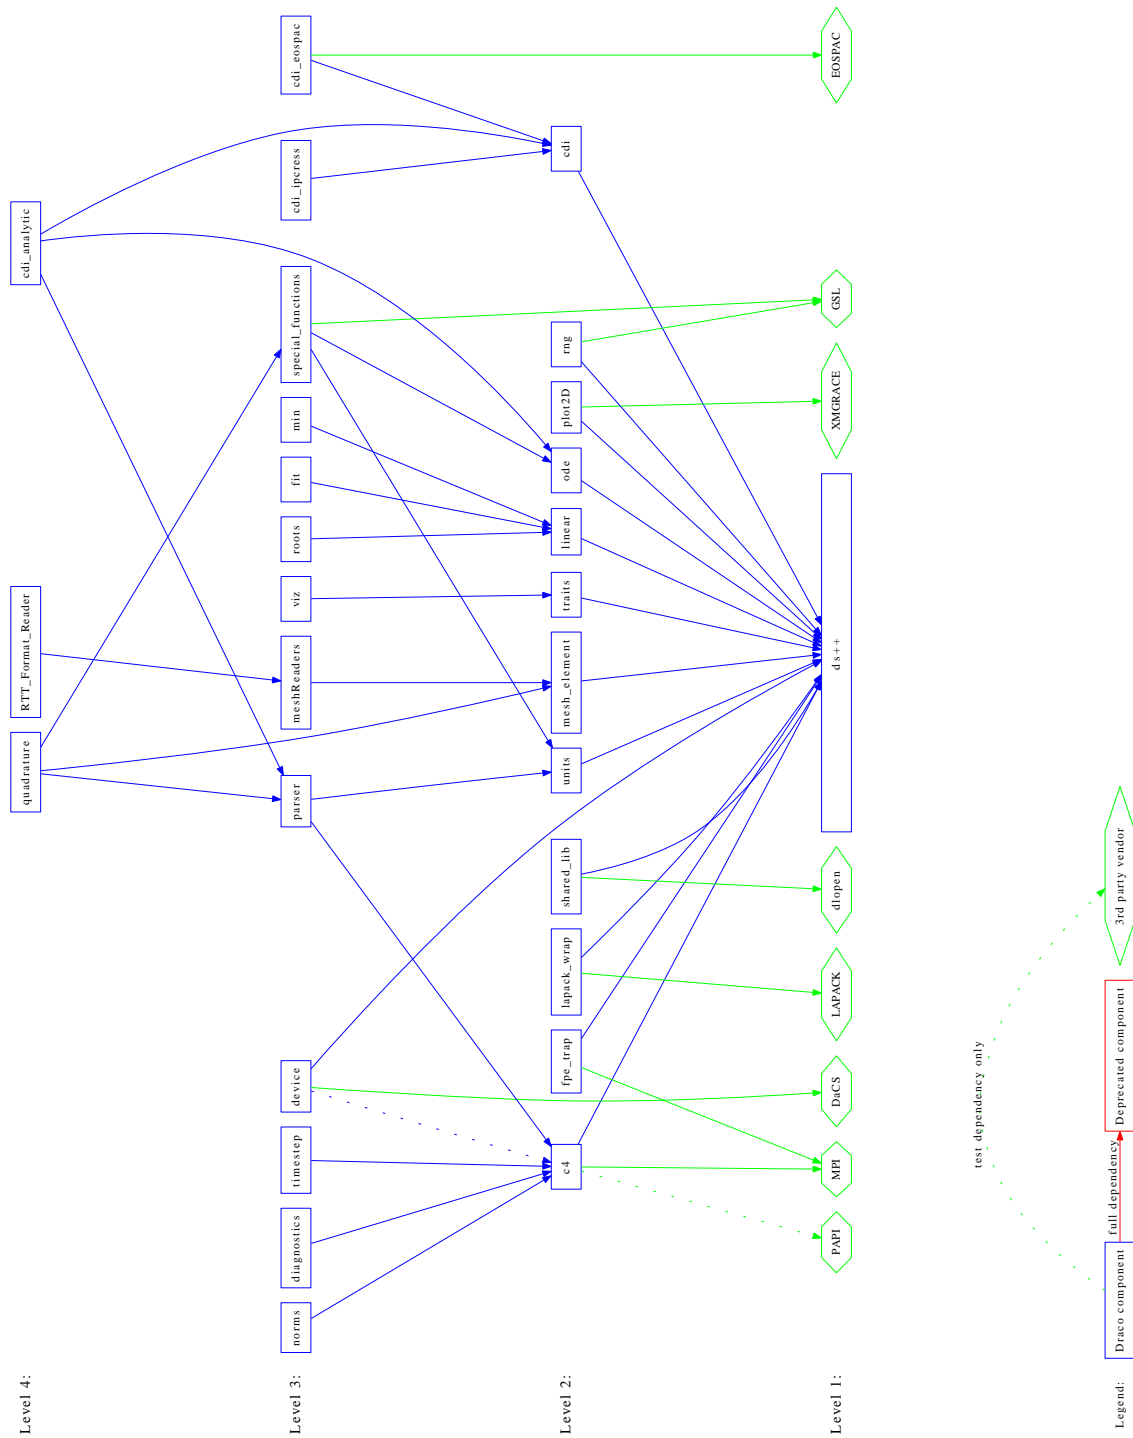 Level 4:
quadrature
RTT_Format_Reader
cdi_analytic
Level 3:
norms
diagnostics
timestep
device
parser
meshReaders
viz
roots
fit
min
special_functions
cdi_ipcress
cdi_eospac
Level 2:
c4
fpe_trap
lapack_wrap
shared_lib
units
mesh_element
traits
linear
ode
plot2D
rng
cdi
Level 1:
PAPI
MPI
DaCS
LAPACK
dlopen
ds++
XMGRACE
GSL
EOSPAC
test dependency only
Legend:
Draco component
full dependency
Deprecated component
3rd party vendor